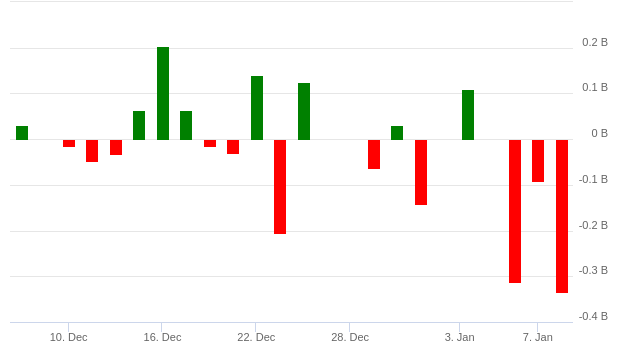 0.2 B
0.1 B
0 B
-0.1 B
-0.2 B
-0.3 B
-0.4 B
10. Dec 16. Dec 22. Dec 28. Dec 3. Jan 7. Jan